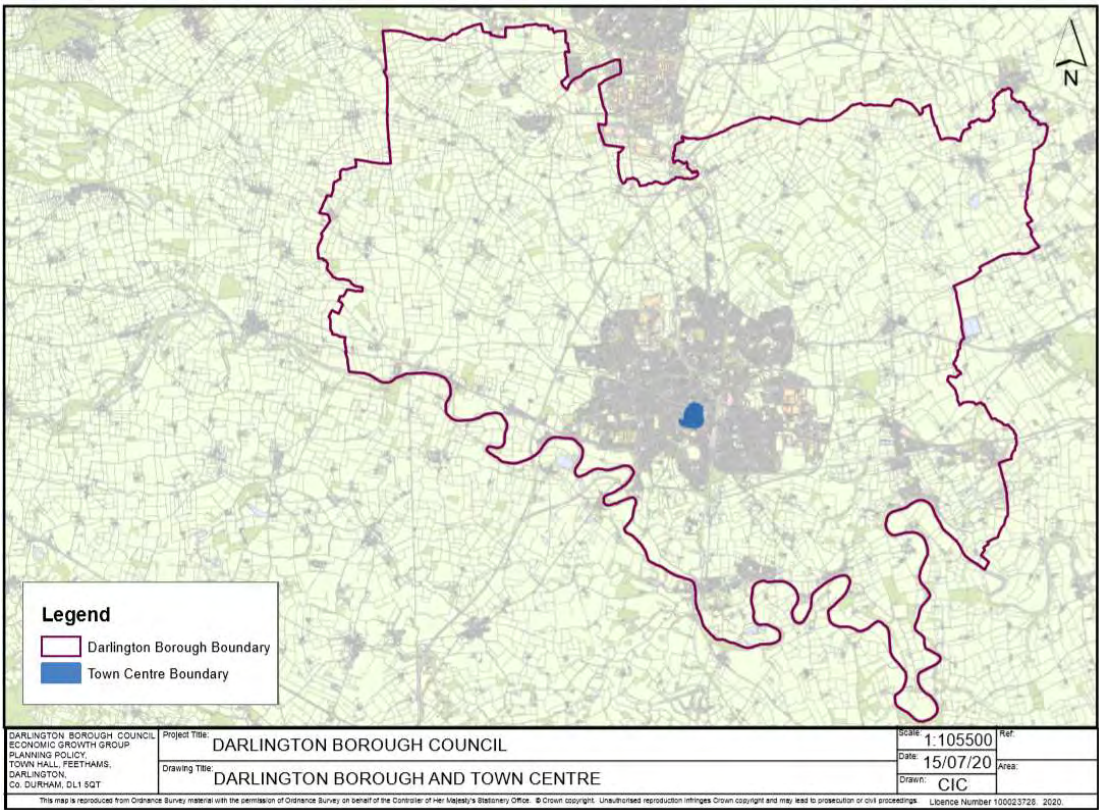 N
Legend
Darlington Borough Boundary
Town Centre Boundary
DARLINGTON BOROUGH COUNCIL
ECONOMIC GROWTH GROUP
PLANNING POLICY,
TOWN HALL, FEETHAMS,
DARLINGTON,
Co. DURHAM, DL1 5QT
Project Title:
DARLINGTON BOROUGH COUNCIL
Drawing Title:
DARLINGTON BOROUGH AND TOWN CENTRE
Scale: 1:105500
Date: 15/07/20
Drawn: CIC
Ref:
Area:
This map is reproduced from Ordnance Survey material with the permission of Ordnance Survey on behalf of the Controller of Her Majesty's Stationery Office. © Crown copyright. Unauthorised reproduction infringes Crown copyright and may lead to prosecution or civil proceedings. Licence Number 100023728. 2020.